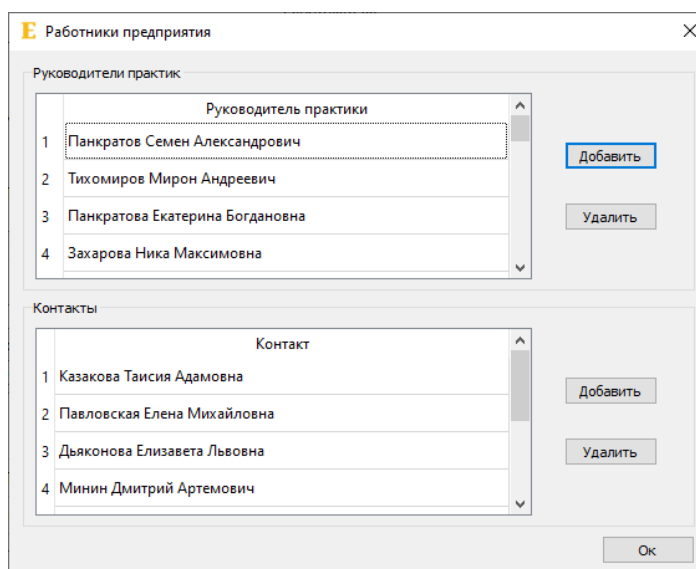 E Работники предприятия
Руководители практик
Руководитель практики
1 Панкратов Семен Александрович
Добавить
2 Тихомиров Мирон Андреевич
3 Панкратова Екатерина Богдановна
Удалить
4 Захарова Ника Максимовна
Контакты
Контакт
1 Казакова Таисия Адамовна
Добавить
2 Павловская Елена Михайловна
3 Дьяконова Елизавета Львовна
Удалить
4 Минин Дмитрий Артемович
Ок